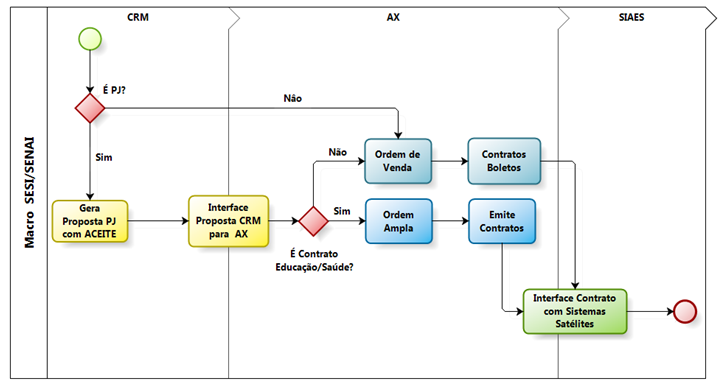 CRM
AX
SIAES
Macro SESI/SENAI
É PJ?
Não
Sim
Gera
Proposta PJ
com ACEITE
Interface
Proposta CRM
para AX
É Contrato
Educação/Saúde?
Não
Sim
Ordem de
Venda
Contratos
Boletos
Ordem
Ampla
Emite
Contratos
Interface Contrato
com Sistemas
Satélites